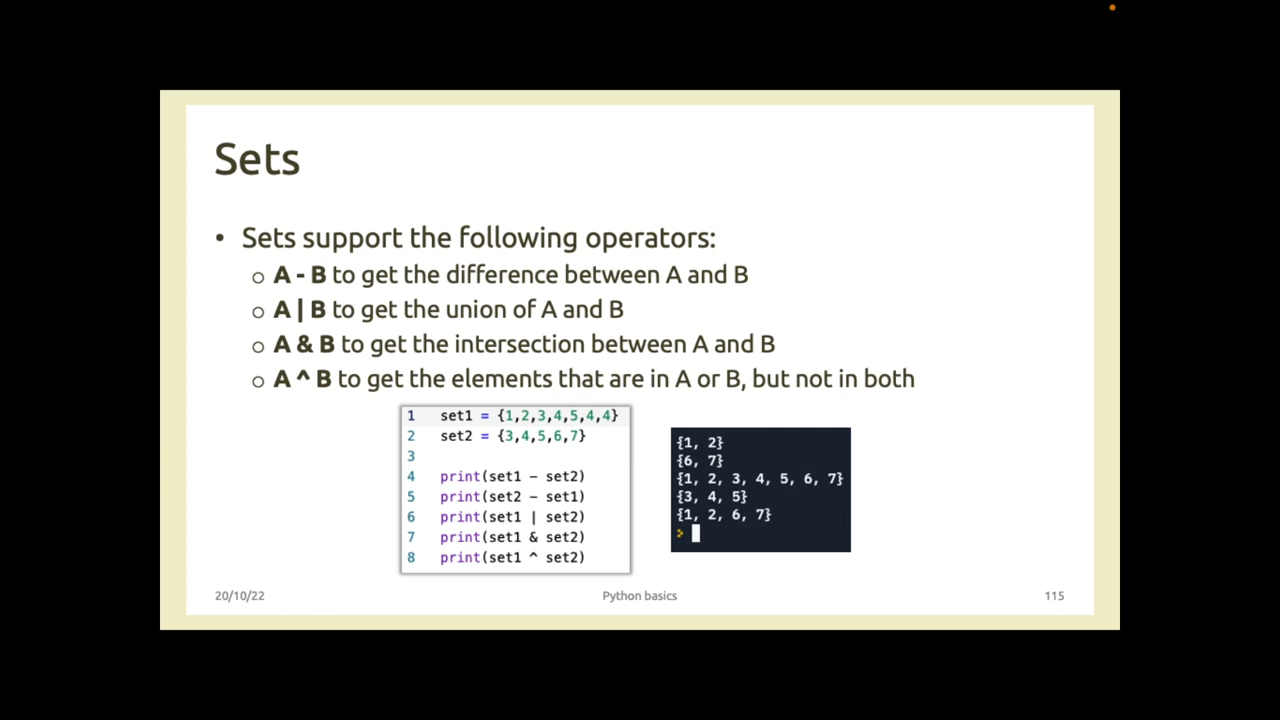 Sets
• Sets support the following operators:
o A - B to get the difference between A and B
o A | B to get the union of A and B
o A & B to get the intersection between A and B
o A ^ B to get the elements that are in A or B, but not in both
1 set1 = {1,2,3,4,5,4,4}
2 set2 = {3,4,5,6,7}
3
4 print(set1 - set2)
5 print(set2 - set1)
6 print(set1 | set2)
7 print(set1 & set2)
8 print(set1 ^ set2)
{1, 2}
{6, 7}
{1, 2, 3, 4, 5, 6, 7}
{3, 4, 5}
{1, 2, 6, 7}
>
20/10/22
Python basics
115